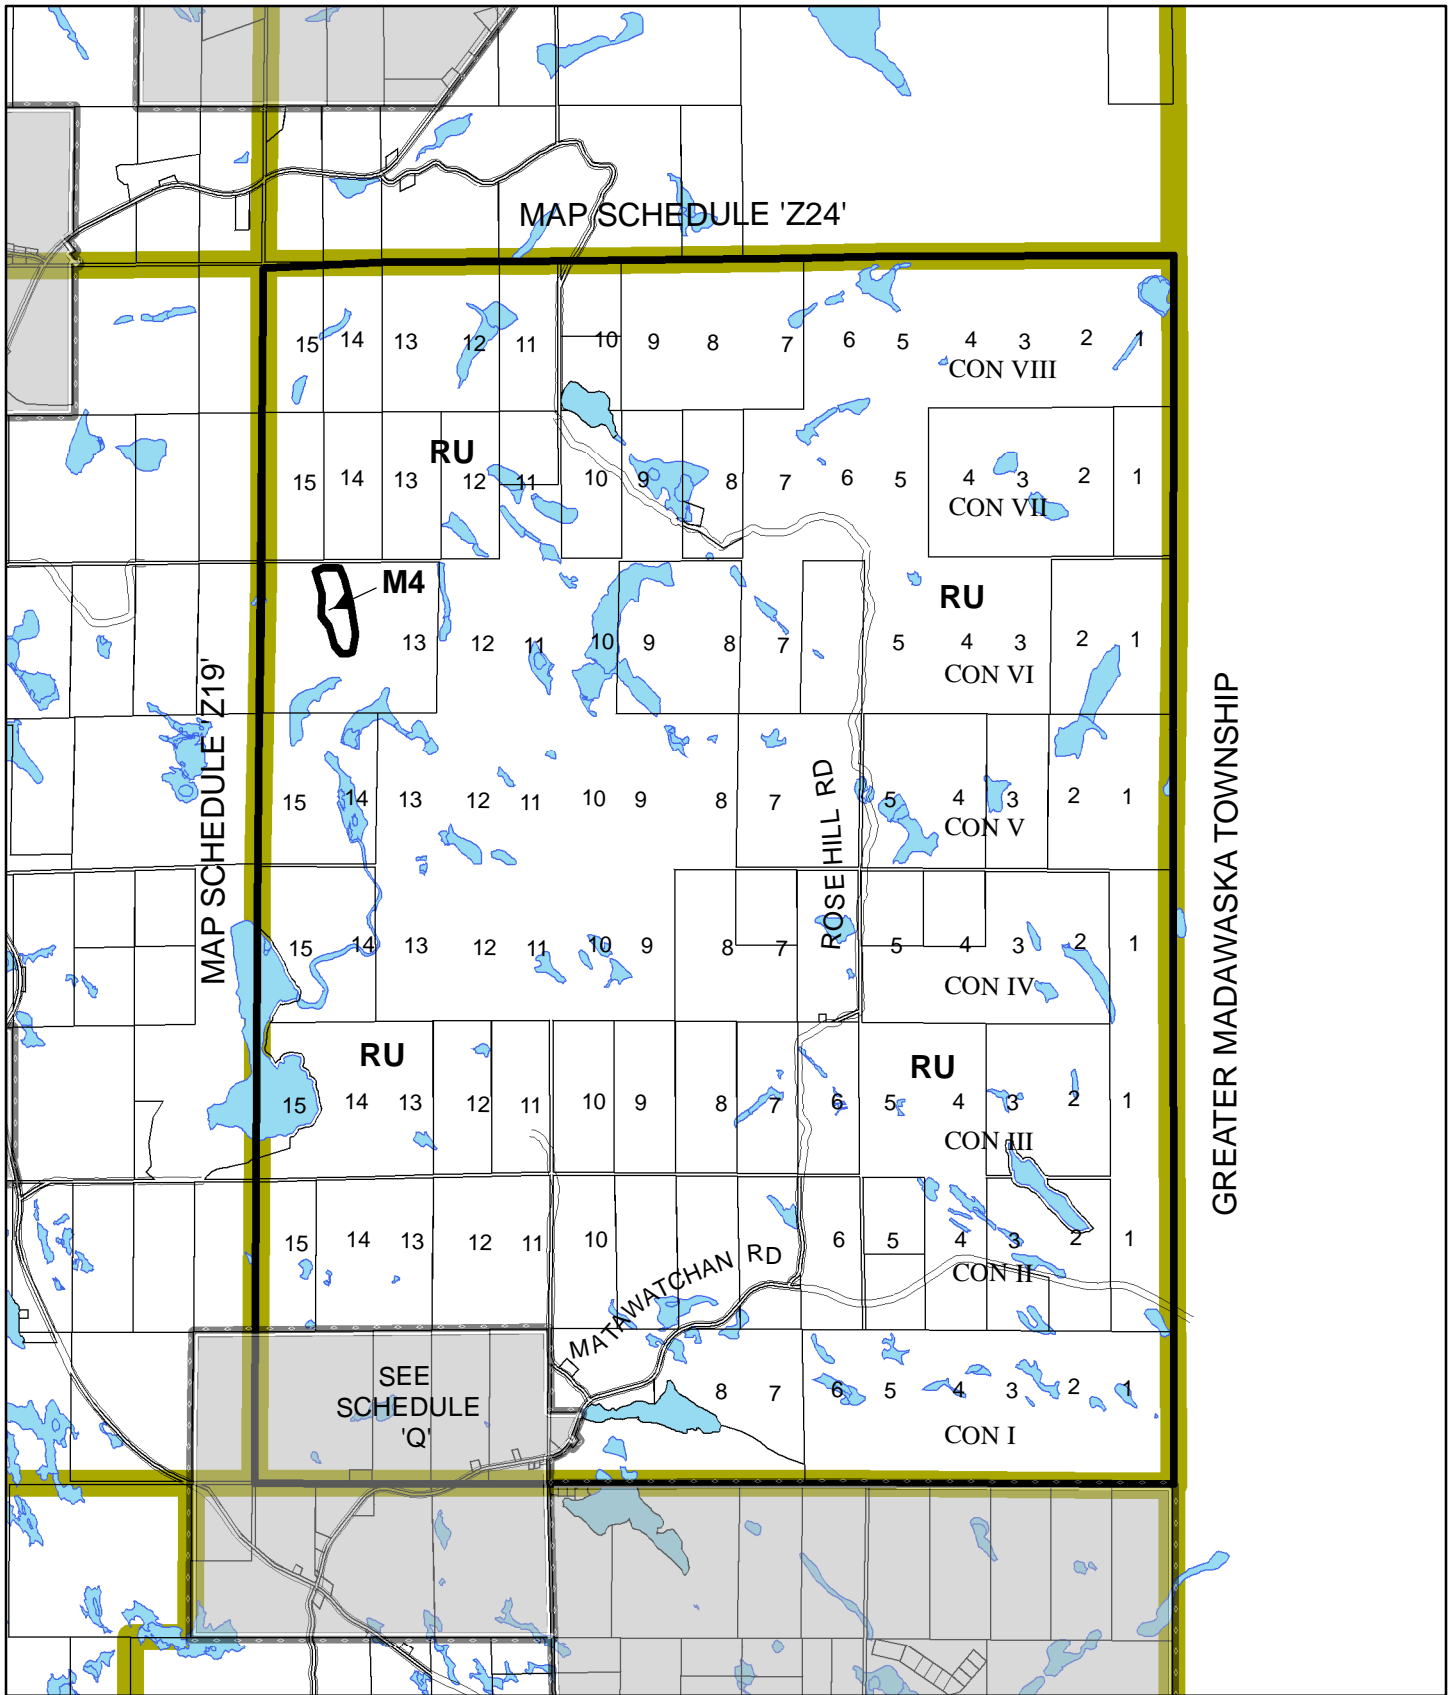 MAP SCHEDULE 'Z24'
15 14 13 12 11 10 9 8 7 6 5 4 3 2 1
CON VIII
RU
15 14 13 12 11 10 9 8 7 6 5 4 3 2 1
CON VII
M4
RU
13 12 11 10 9 8 7 5 4 3 2 1
CON VI
MAP SCHEDULE 'Z19'
GREATER MADAWASKA TOWNSHIP
ROSE HILL RD
15 14 13 12 11 10 9 8 7 5 4 3 2 1
CON V
15 14 13 12 11 10 9 8 7 5 4 3 2 1
CON IV
RU
RU
15 14 13 12 11 10 9 8 7 6 5 4 3 2 1
CON III
15 14 13 12 11 10 6 5 4 3 2 1
CON II
MATAWATCHAN RD
SEE
SCHEDULE
'Q'
8 7 6 5 4 3 2 1
CON I